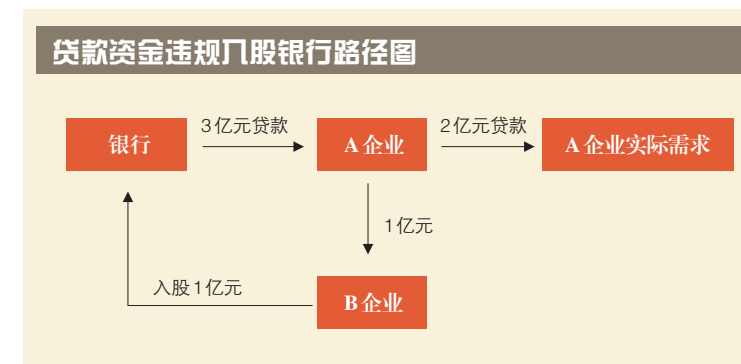 贷款资金违规入股银行路径图
银行
3亿元贷款
A企业
2亿元贷款
A企业实际需求
1亿元
入股1亿元
B企业